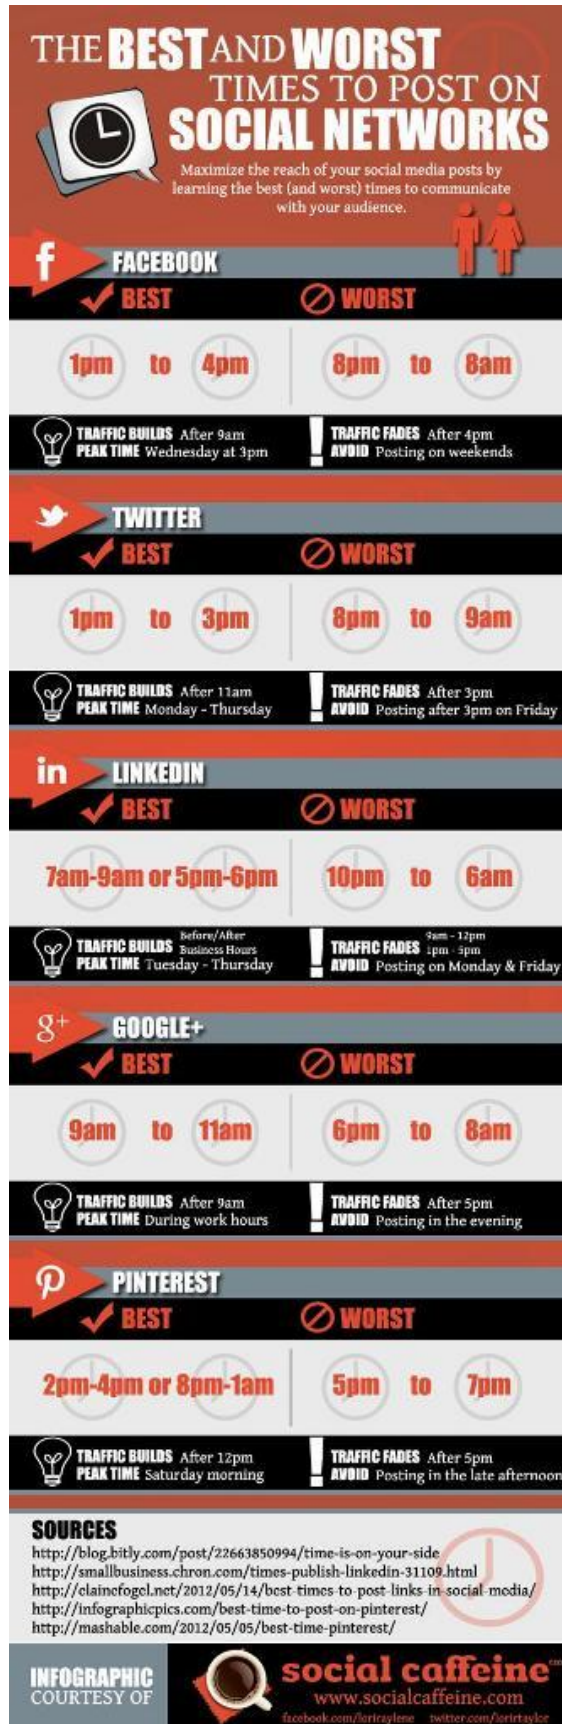 THE BEST AND WORST
TIMES TO POST ON
SOCIAL NETWORKS
Maximize the reach of your social media posts by
learning the best (and worst) times to communicate
with your audience.
f FACEBOOK
BEST WORST
1pm to 4pm 8pm to 8am
TRAFFIC BUILDS After 9am TRAFFIC FADES After 4pm
PEAK TIME Wednesday at 3pm AVOID Posting on weekends
TWITTER
BEST WORST
1pm to 3pm 8pm to 9am
TRAFFIC BUILDS After 11am TRAFFIC FADES After 3pm
PEAK TIME Monday - Thursday AVOID Posting after 3pm on Friday
in LINKEDIN
BEST WORST
7am-9am or 5pm-6pm 10pm to 6am
TRAFFIC BUILDS Before/After Business Hours TRAFFIC FADES 9am - 12pm 1pm - 5pm
PEAK TIME Tuesday - Thursday AVOID Posting on Monday & Friday
g+ GOOGLE+
BEST WORST
9am to 11am 6pm to 8am
TRAFFIC BUILDS After 9am TRAFFIC FADES After 5pm
PEAK TIME During work hours AVOID Posting in the evening
PINTEREST
BEST WORST
2pm-4pm or 8pm-1am 5pm to 7pm
TRAFFIC BUILDS After 12pm TRAFFIC FADES After 5pm
PEAK TIME Saturday morning AVOID Posting in the late afternoon
SOURCES
http://blog.bitly.com/post/22663850994/time-is-on-your-side
http://smallbusiness.chron.com/times-publish-linkedin-31109.html
http://elainefogel.net/2012/05/14/best-times-to-post-links-in-social-media/
http://infographicpics.com/best-time-to-post-on-pinterest/
http://mashable.com/2012/05/05/best-time-pinterest/
INFOGRAPHIC
COURTESY OF
social caffeine
www.socialcaffeine.com
facebook.com/loriraylene twitter.com/lorirtaylor